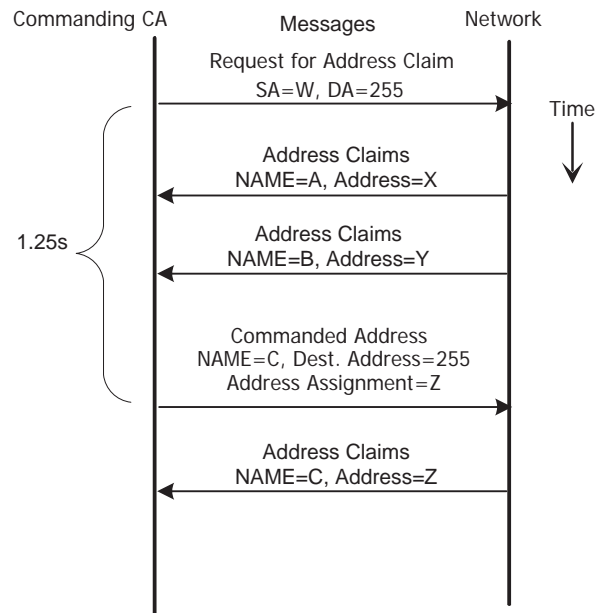 Commanding CA
Messages
Network
Request for Address Claim
SA=W, DA=255
Time
Address Claims
NAME=A, Address=X
1.25s
Address Claims
NAME=B, Address=Y
Commanded Address
NAME=C, Dest. Address=255
Address Assignment=Z
Address Claims
NAME=C, Address=Z